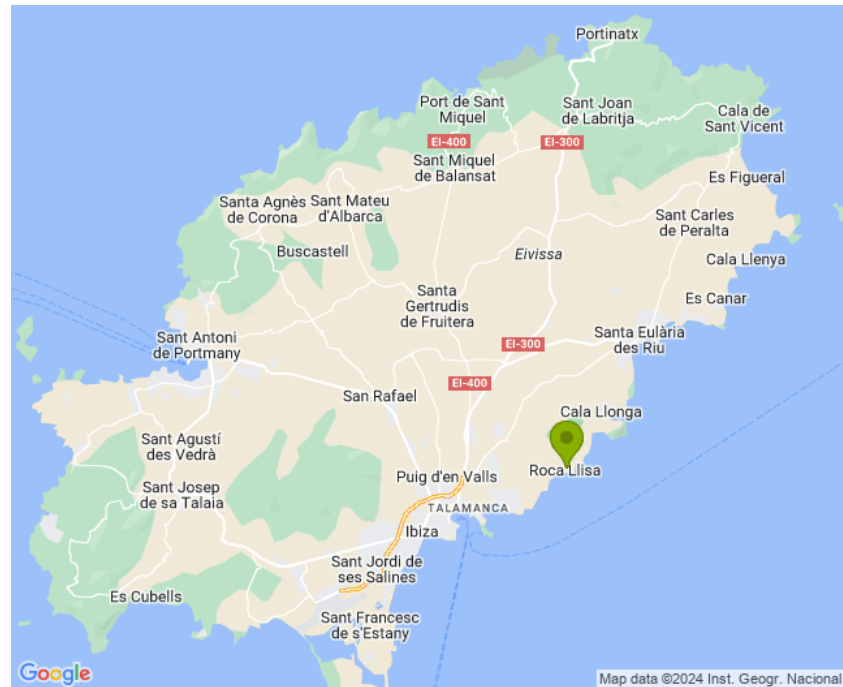 Portinatx
Port de Sant
Miquel
Sant Joan
de Labritja
Cala de
Sant Vicent
EI-400
EI-300
Sant Miquel
de Balansat
Es Figueral
Santa Agnès
de Corona
Sant Mateu
d'Albarca
Sant Carles
de Peralta
Buscastell
Eivissa
Cala Llenya
Santa
Gertrudis
de Fruitera
Es Canar
Sant Antoni
de Portmany
Santa Eulària
des Riu
EI-300
EI-400
San Rafael
Cala Llonga
Sant Agustí
des Vedrà
Roca Llisa
Puig d'en Valls
Sant Josep
de sa Talaia
TALAMANCA
Ibiza
Sant Jordi de
ses Salines
Es Cubells
Sant Francesc
de s'Estany
Google
Map data ©2024 Inst. Geogr. Nacional